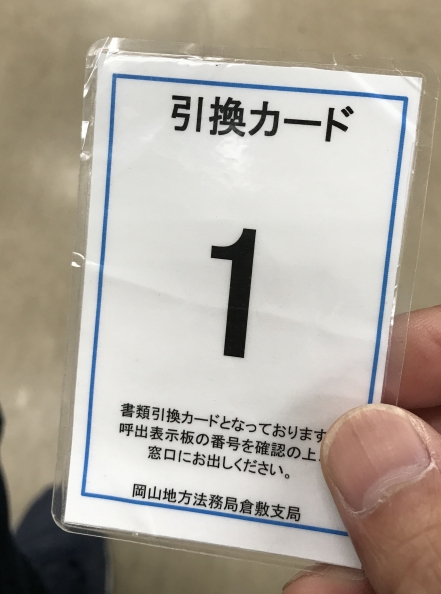 引換カード
1
書類引換カードとなっております
呼出表示板の番号を確認の上
窓口にお出しください。
岡山地方法務局倉敷支局